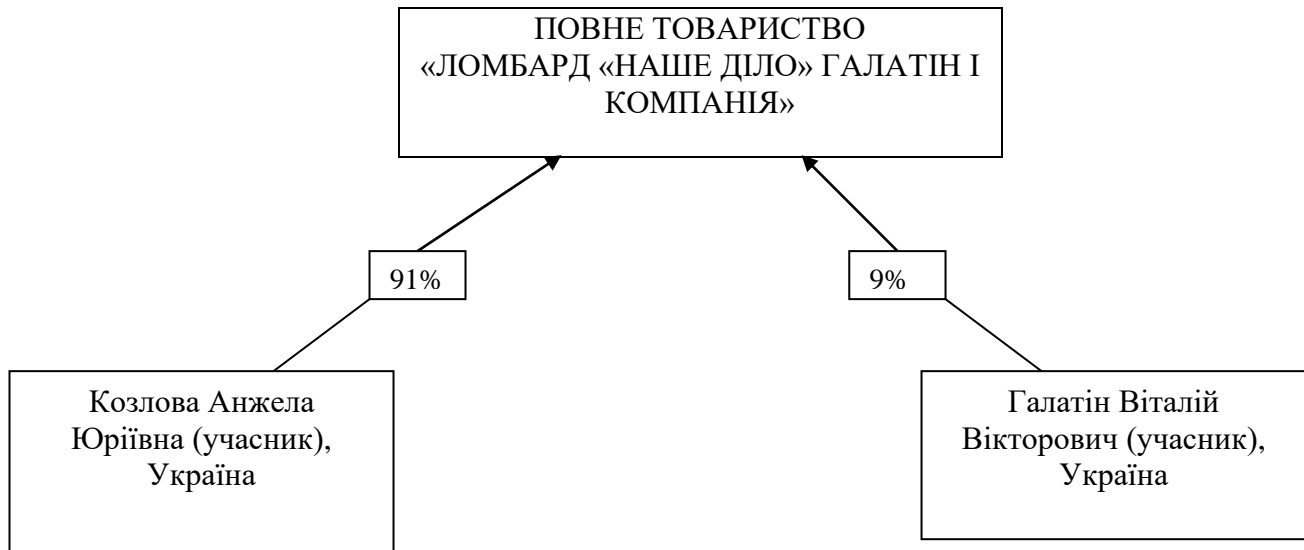 ПОВНЕ ТОВАРИСТВО
«ЛОМБАРД «НАШЕ ДІЛО» ГАЛАТІН І
КОМПАНІЯ»
91%
9%
Козлова Анжела
Юріївна (учасник),
Україна
Галатін Віталій
Вікторович (учасник),
Україна